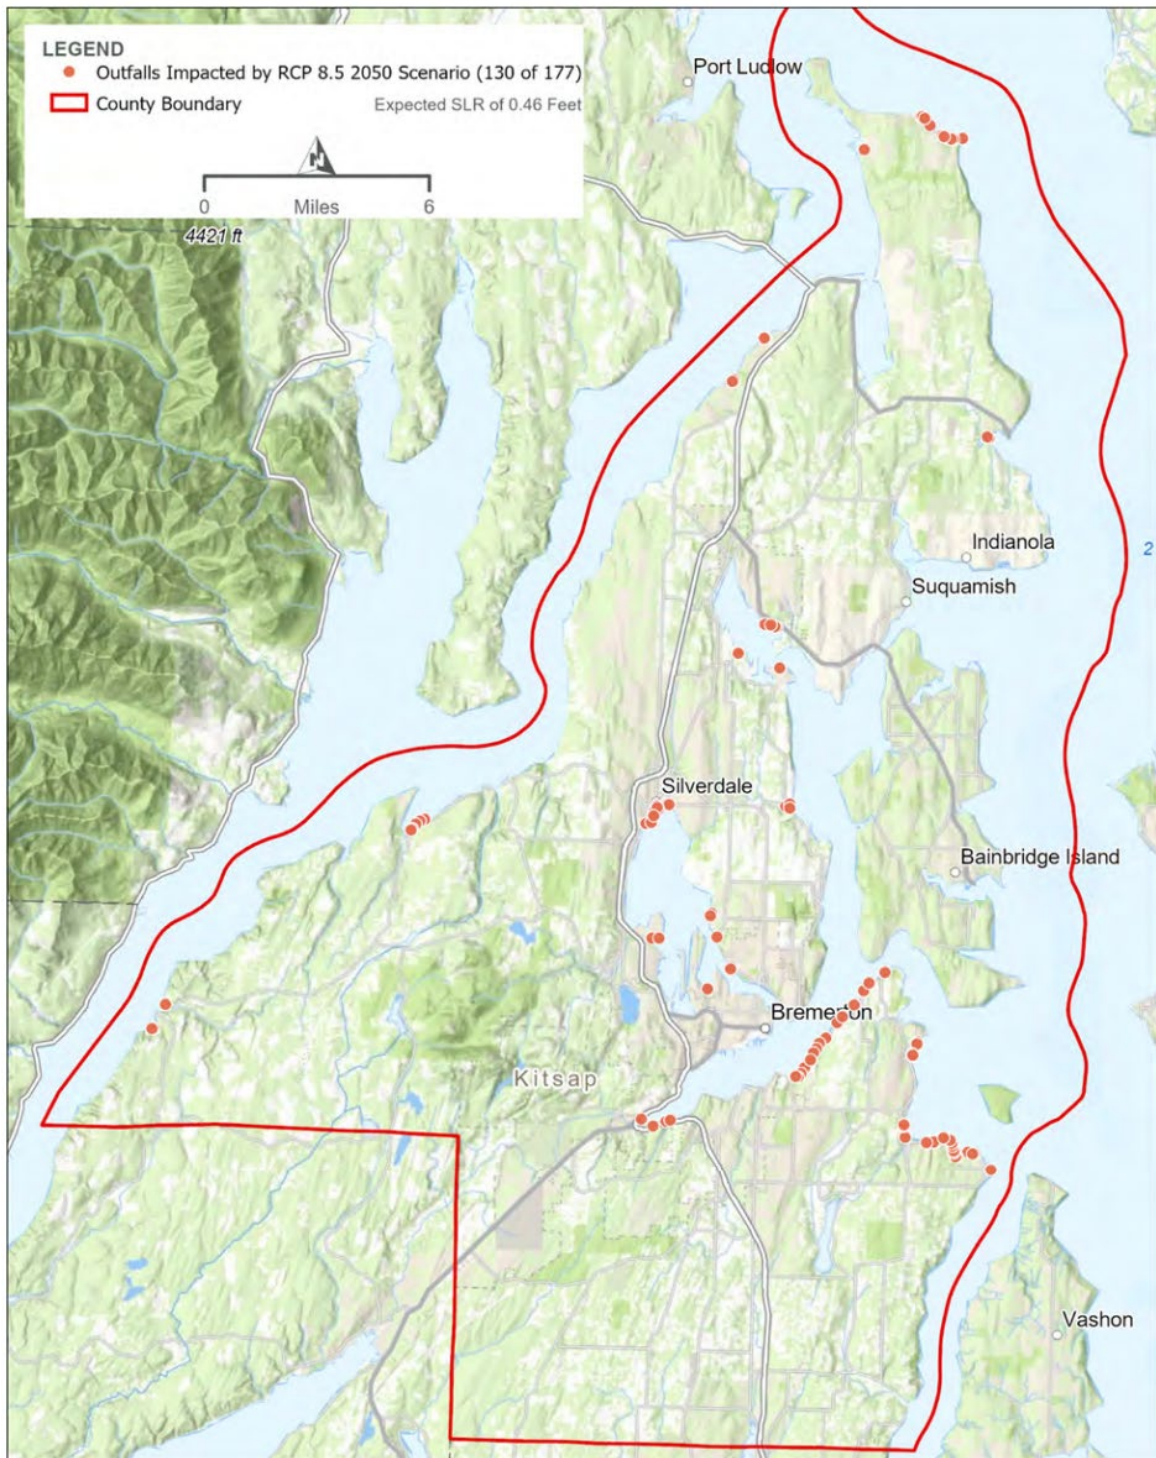 LEGEND
Outfalls Impacted by RCP 8.5 2050 Scenario (130 of 177)
County Boundary
Expected SLR of 0.46 Feet
N
0 Miles 6
4421 ft
Port Ludlow
Indianola
2
Suquamish
Silverdale
Bainbridge Island
Bremerton
Kitsap
Vashon